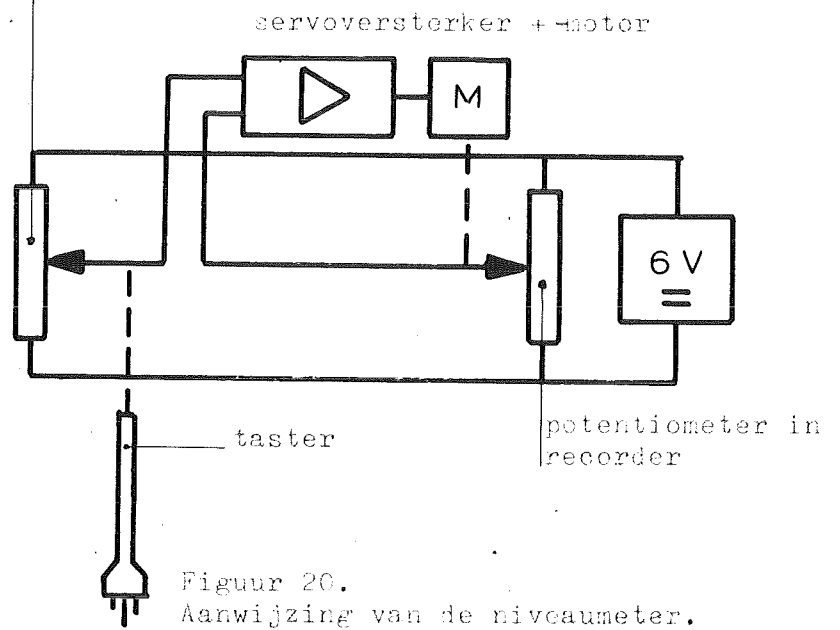 servoversterker + motor
M
6 V
=
taster
potentiometer in
recorder
Figuur 20.
Aanwijzing van de niveaumeter.